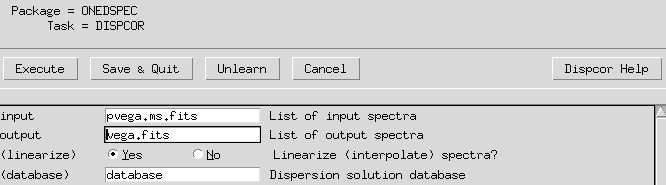 Package = ONEDSPEC
Task = DISPCOR
Execute Save & Quit Unlearn Cancel Dispcor Help
input pvega.ms.fits List of input spectra
output vega.fits List of output spectra
(linearize) Yes No Linearize (interpolate) spectra?
(database) database Dispersion solution database